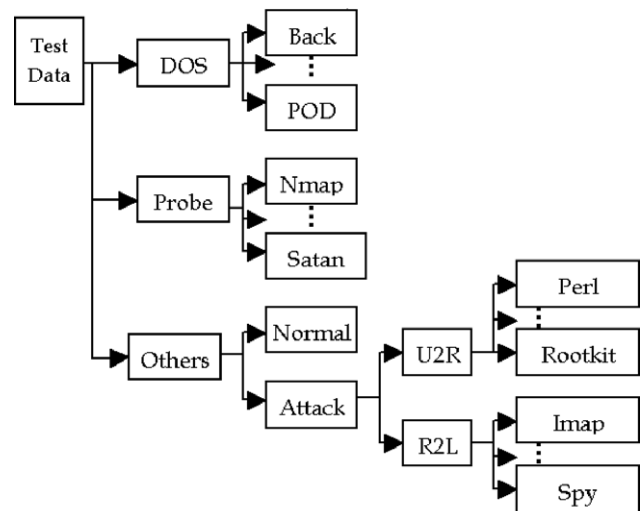 Test
Data
DOS
Back
POD
Probe
Nmap
Satan
Others
Normal
Attack
U2R
Perl
Rootkit
R2L
Imap
Spy